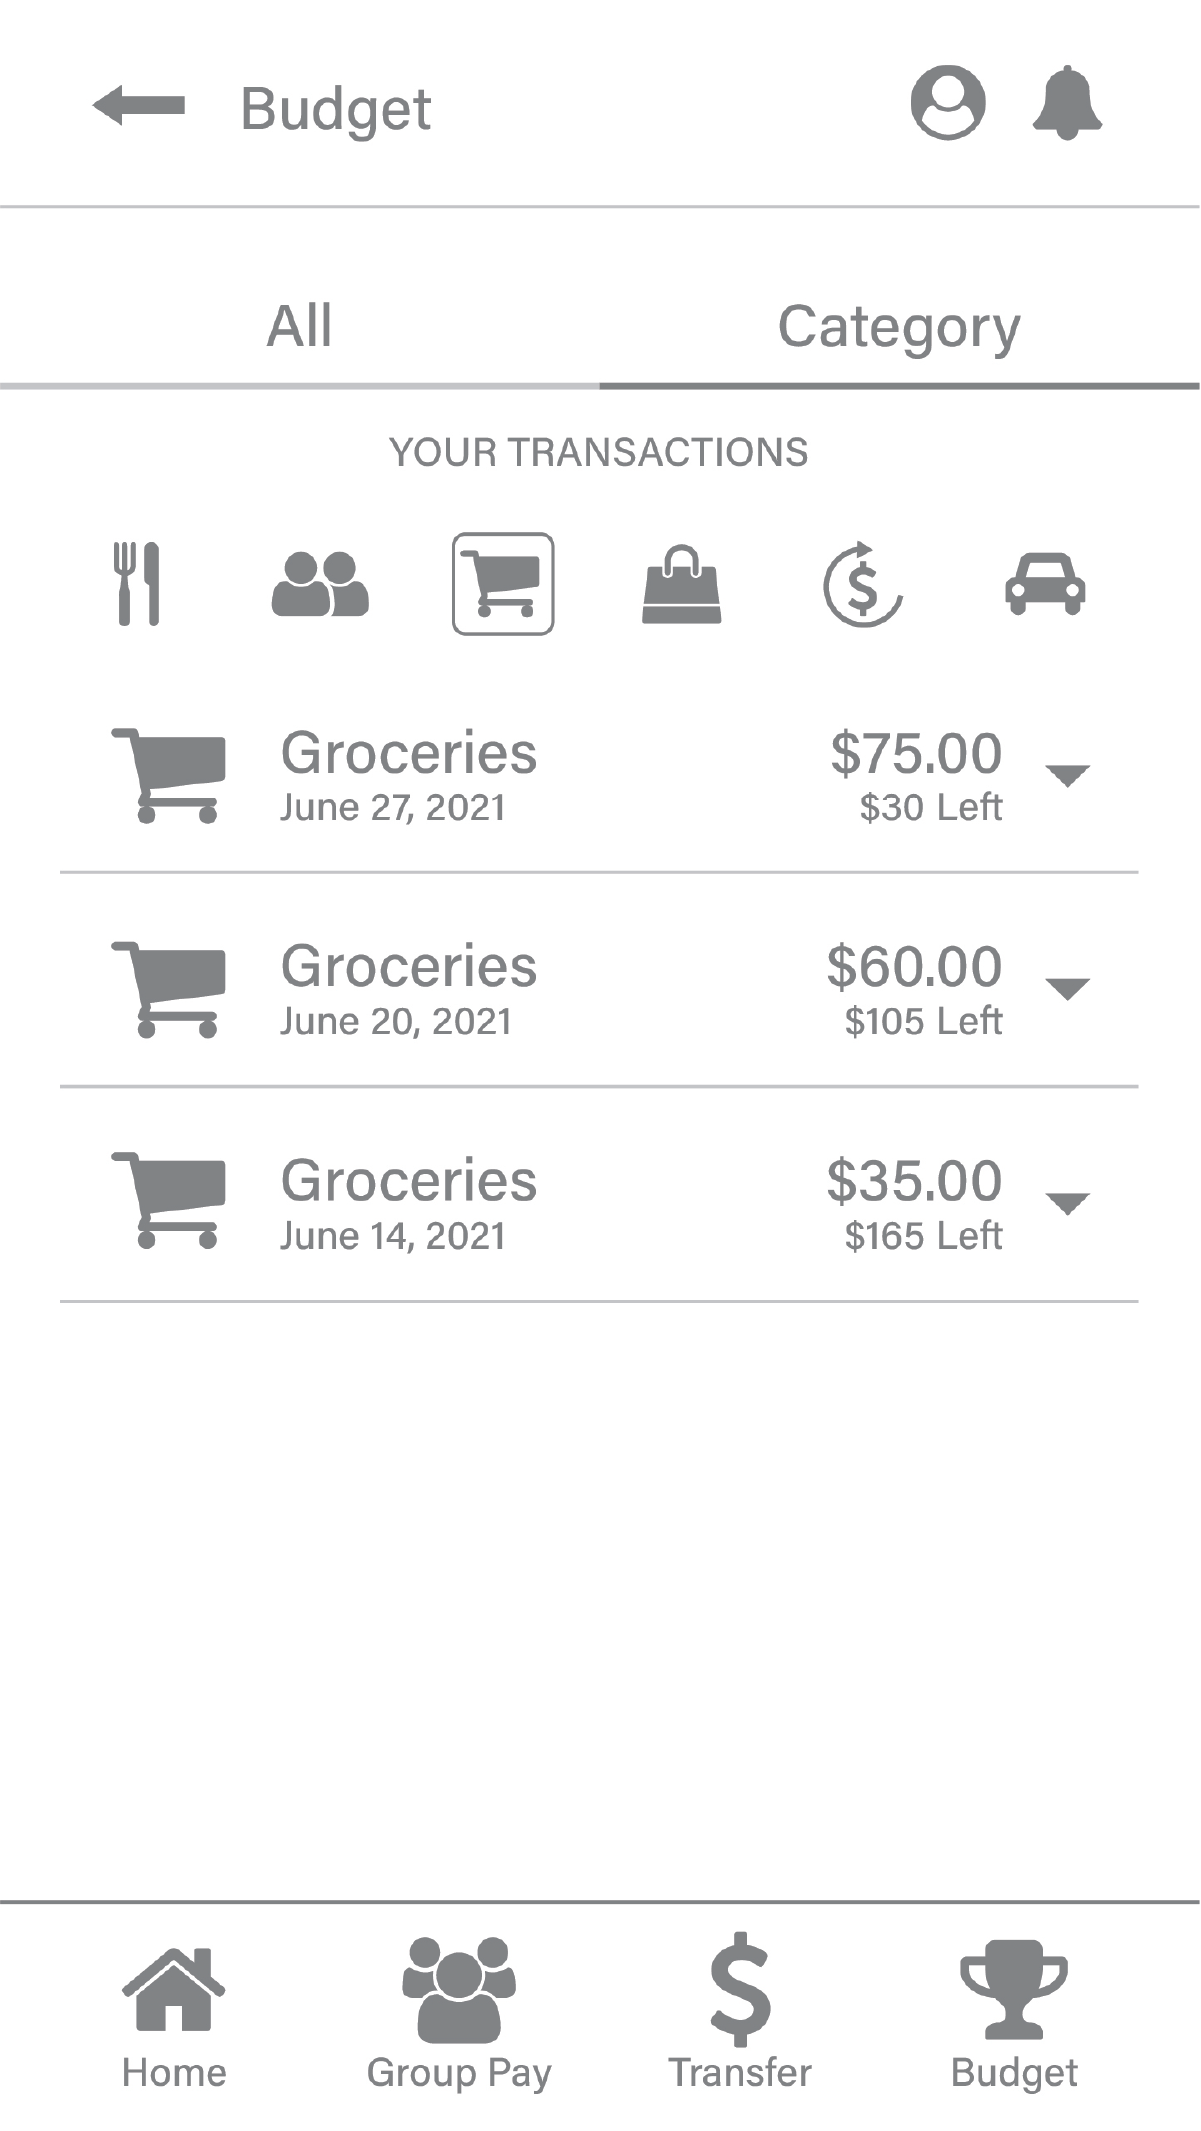 Budget
All
Category
YOUR TRANSACTIONS
Groceries
$75.00
June 27, 2021
$30 Left
Groceries
$60.00
June 20, 2021
$105 Left
Groceries
$35.00
June 14, 2021
$165 Left
Home
Group Pay
Transfer
Budget